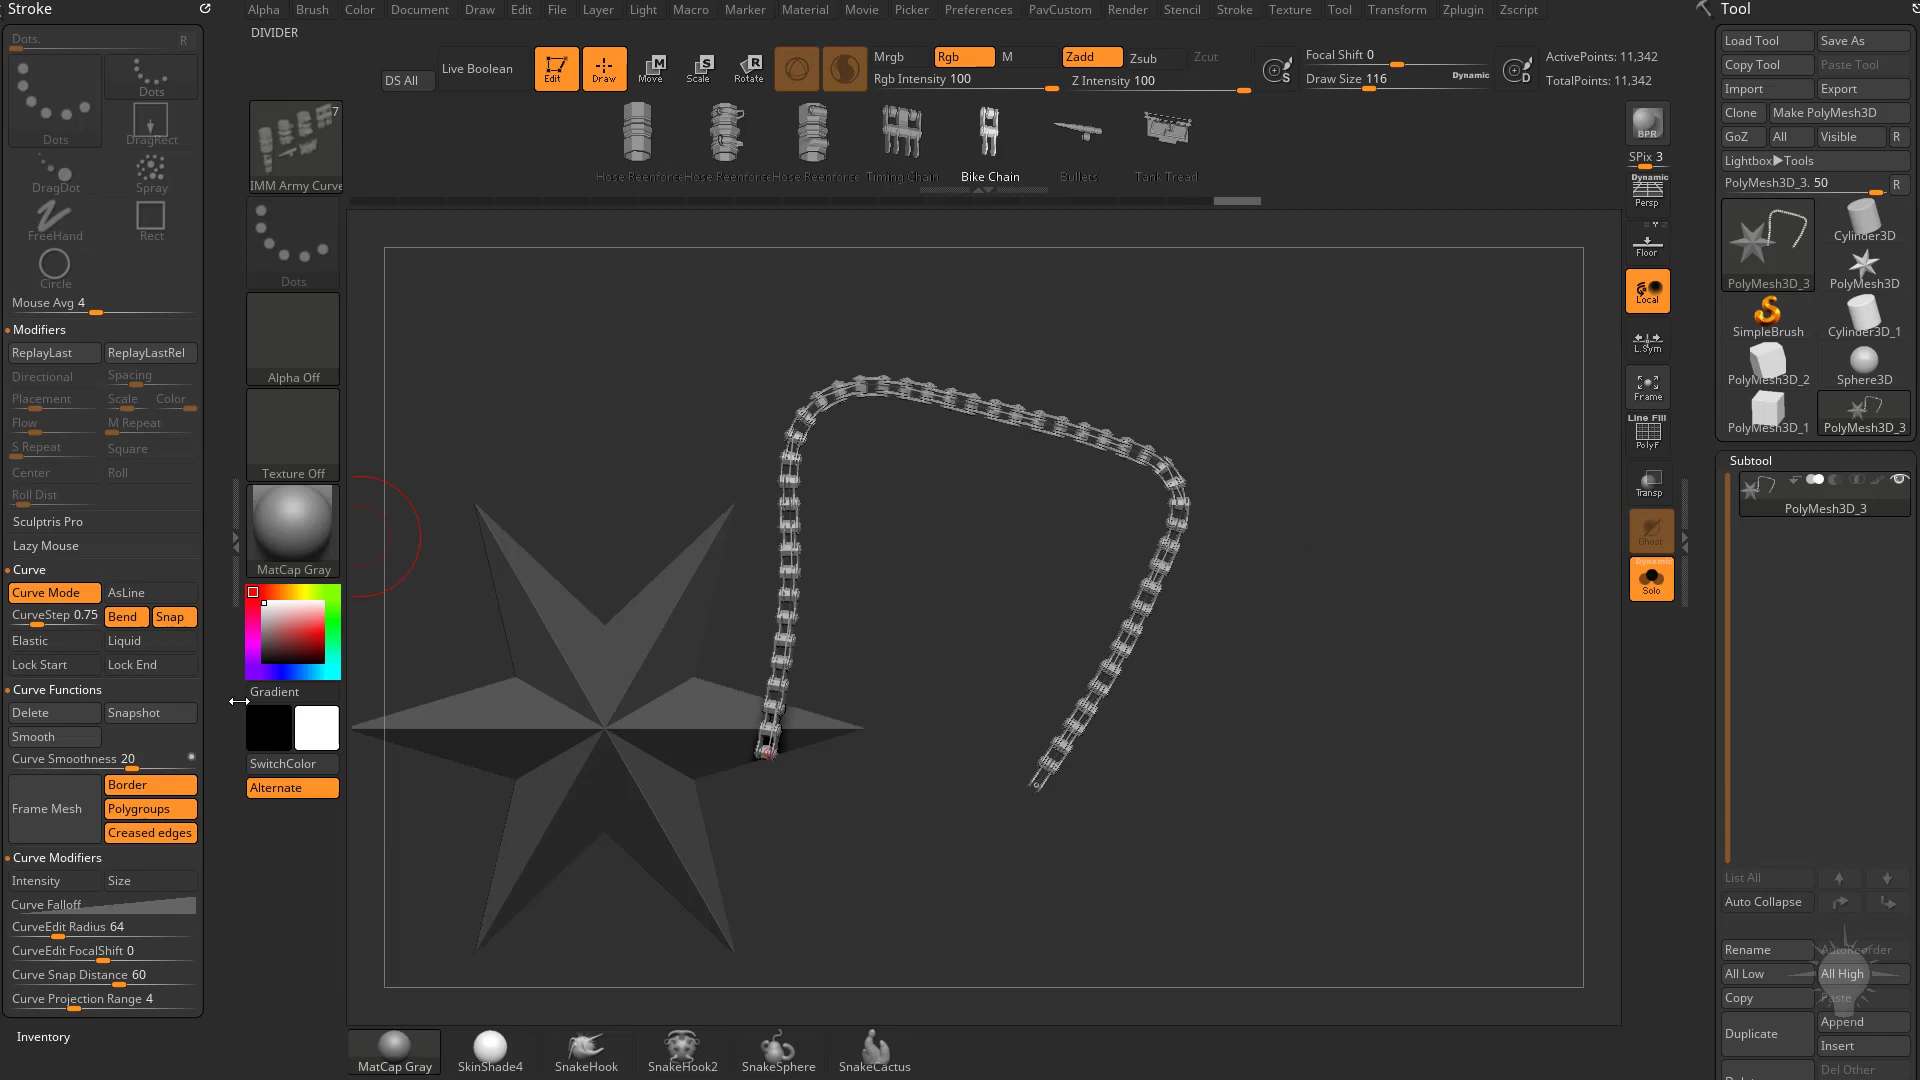 Stroke
Alpha Brush Color Document Draw Edit File Layer Light Macro Marker Material Movie Picker Preferences PavCustom Render Stencil Stroke Texture Tool Transform Zplugin Zscript
Tool
DIVIDER
Dots. R
Dots
Dots
DragRect
DragDot
Spray
FreeHand
Rect
Circle
Mouse Avg 4
Modifiers
ReplayLast ReplayLastRel
Directional Spacing
Placement Scale Color
Flow M Repeat
S Repeat Square
Center Roll
Roll Dist
Sculptris Pro
Lazy Mouse
Curve
Curve Mode AsLine
CurveStep 0.75 Bend Snap
Elastic Liquid
Lock Start Lock End
Curve Functions
Delete Snapshot
Smooth
Curve Smoothness 20
Frame Mesh
Border
Polygroups
Creased edges
Curve Modifiers
Intensity Size
Curve Falloff
CurveEdit Radius 64
CurveEdit FocalShift 0
Curve Snap Distance 60
Curve Projection Range 4
Inventory
7
IMM Army Curve
Dots
Alpha Off
Texture Off
MatCap Gray
Gradient
SwitchColor
Alternate
DS All
Live Boolean
Edit
Draw
M
Move
S
Scale
R
Rotate
Mrgb Rgb M
Rgb Intensity 100
Zadd Zsub Zcut
Z Intensity 100
S
Focal Shift 0
Draw Size 116 Dynamic
D
ActivePoints: 11,342
TotalPoints: 11,342
Hose Reenforc Hose Reenforc Hose Reenforc Timing Chain Bike Chain Bullets Tank Tread
BPR
SPix 3
Dynamic
Persp
Floor
Local
L.Sym
Frame
Line Fill
PolyF
Transp
Ghost
Dynamic
Solo
Load Tool Save As
Copy Tool Paste Tool
Import Export
Clone Make PolyMesh3D
GoZ All Visible R
Lightbox▶Tools
PolyMesh3D_3. 50 R
PolyMesh3D_3
Cylinder3D
PolyMesh3D
SimpleBrush
Cylinder3D_1
PolyMesh3D_2
Sphere3D
PolyMesh3D_1
PolyMesh3D_3
Subtool
PolyMesh3D_3
List All
Auto Collapse
Rename AutoReorder
All Low All High
Copy Paste
Duplicate
Append
Insert
Del Other
MatCap Gray SkinShade4 SnakeHook SnakeHook2 SnakeSphere SnakeCactus